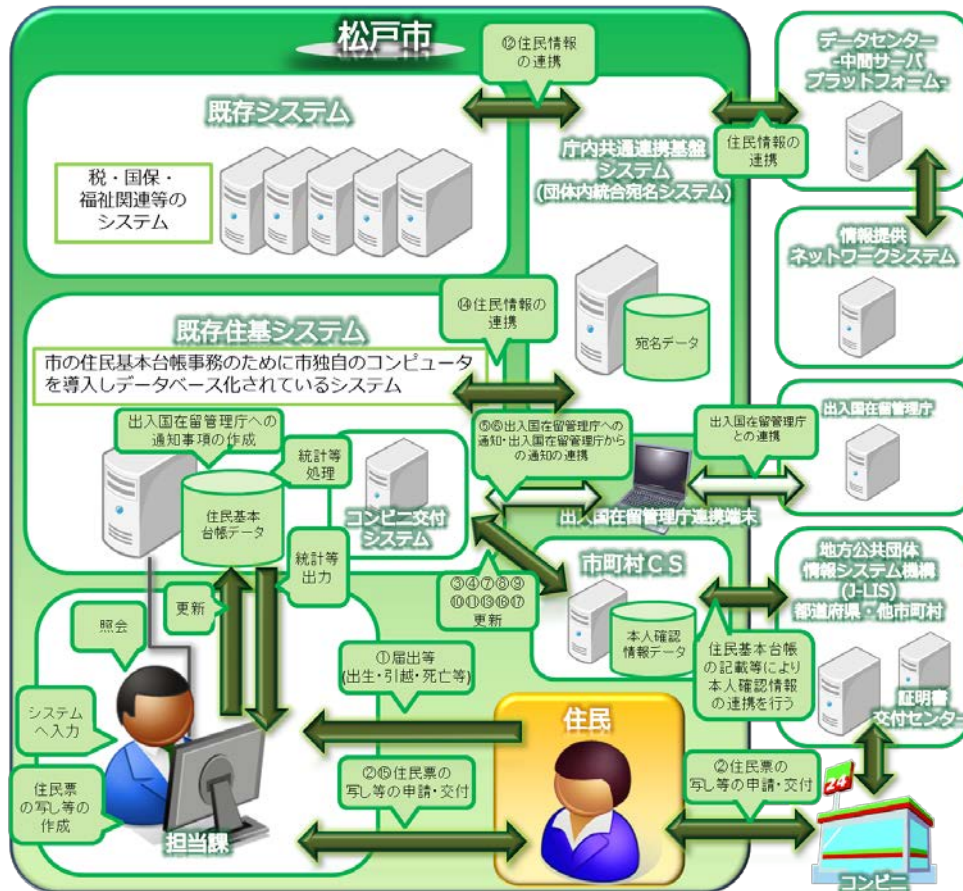 松戸市
⑫住民情報
の連携
データセンター
-中間サーバ
プラットフォーム-
既存システム
税・国保・
福祉関連等の
システム
庁内共通連携基盤
システム
(団体内統合宛名システム)
住民情報の
連携
情報提供
ネットワークシステム
宛名データ
⑭住民情報の
連携
既存住基システム
市の住民基本台帳事務のために市独自のコンピュータ
を導入しデータベース化されているシステム
出入国在留管理庁への
通知事項の作成
統計等
処理
住民基本
台帳データ
コンビニ交付
システム
⑤⑥出入国在留管理庁への
通知・出入国在留管理庁から
の通知の連携
出入国在留管理庁
との連携
出入国在留管理庁
出入国在留管理庁連携端末
統計等
出力
更新
照会
③④⑦⑧⑨
⑩⑪⑬⑯⑰
更新
市町村CS
本人確認
情報データ
地方公共団体
情報システム機構
(J-LIS)
都道府県・他市町村
住民基本台帳
の記載等により
本人確認情報
の連携を行う
証明書
交付センター
①届出等
(出生・引越・死亡等)
システム
へ入力
住民票
の写し等の
作成
担当課
②⑮住民票の
写し等の申請・交付
住民
②住民票の
写し等の申請・交付
24
コンビニ